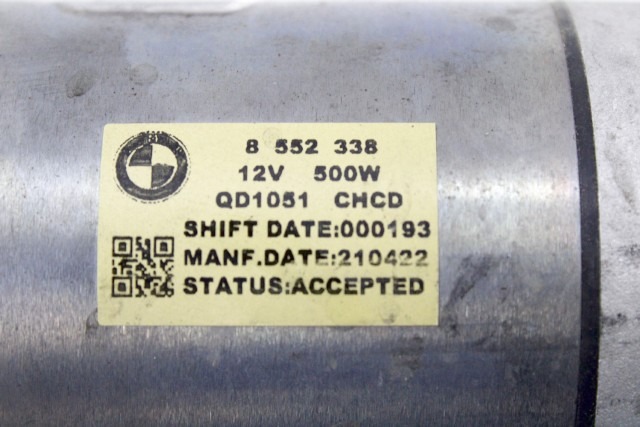 8 552 338
12V 500W
QD1051 CHCD
SHIFT DATE:000193
MANF.DATE:210422
STATUS:ACCEPTED